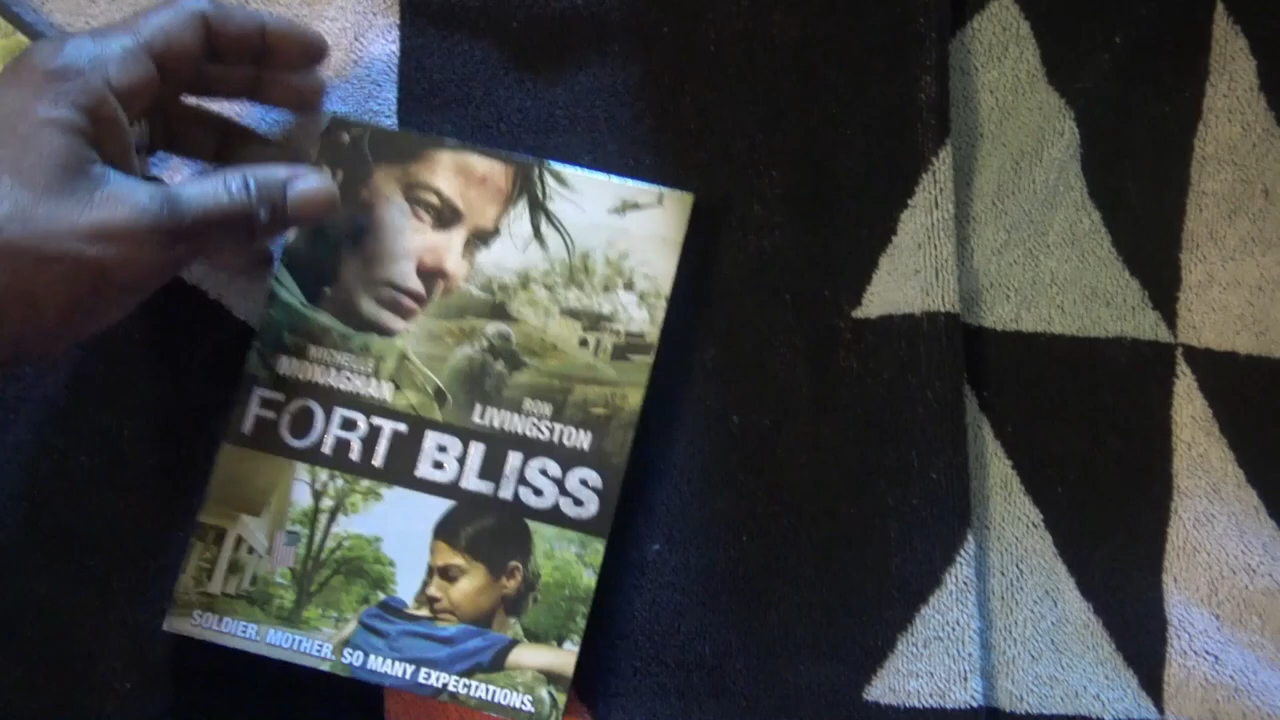 MICHELLE
MONAGHAN
RON
LIVINGSTON
FORT BLISS
SOLDIER. MOTHER. SO MANY EXPECTATIONS.